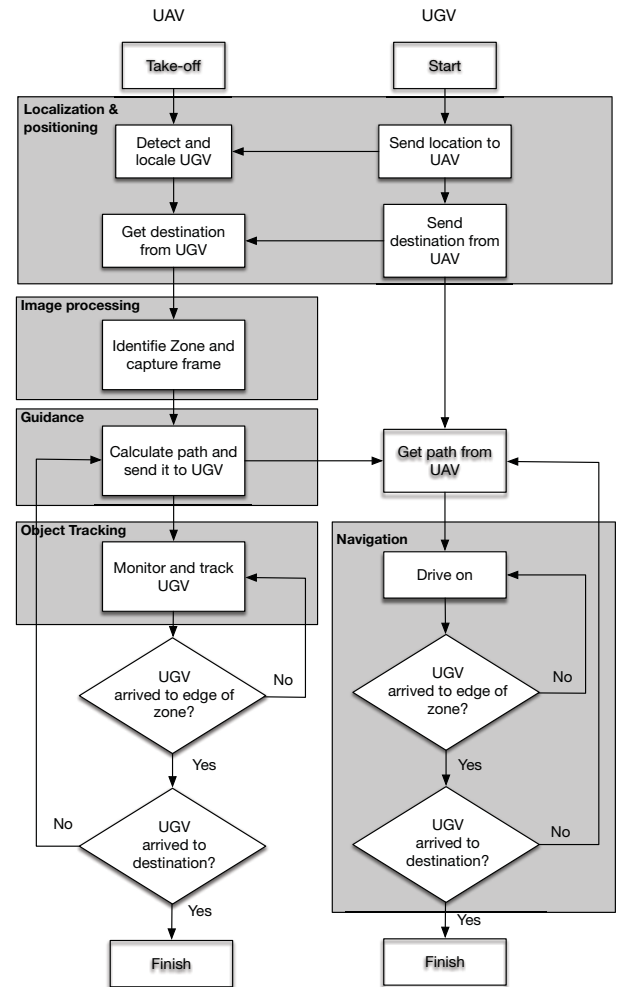 UAV
UGV
Take-off
Start
Localization &
positioning
Detect and
locale UGV
Send location to
UAV
Get destination
from UGV
Send
destination from
UAV
Image processing
Identifie Zone and
capture frame
Guidance
Calculate path and
send it to UGV
Get path from
UAV
Object Tracking
Navigation
Monitor and track
UGV
Drive on
UGV
arrived to edge of
zone?
No
UGV
arrived to edge of
zone?
No
Yes
Yes
No
UGV
arrived to
destination?
UGV
arrived to
destination?
No
Yes
Yes
Finish
Finish